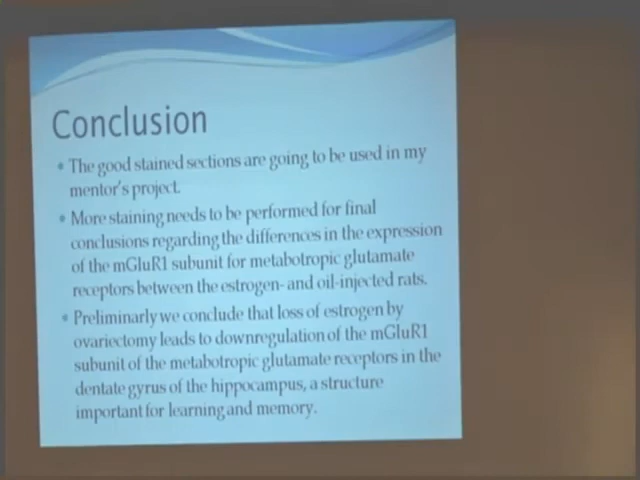 Conclusion
• The good stained sections are going to be used in my
mentor's project.
• More staining needs to be performed for final
conclusions regarding the differences in the expression
of the mGluR1 subunit for metabotropic glutamate
receptors between the estrogen- and oil-injected rats.
• Preliminarly we conclude that loss of estrogen by
ovariectomy leads to downregulation of the mGluR1
subunit of the metabotropic glutamate receptors in the
dentate gyrus of the hippocampus, a structure
important for learning and memory.